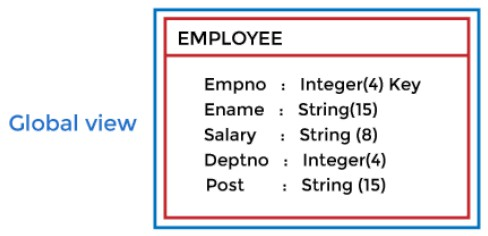 EMPLOYEE
Empno : Integer(4) Key
Ename : String(15)
Salary : String (8)
Global view
Deptno : Integer(4)
Post : String (15)